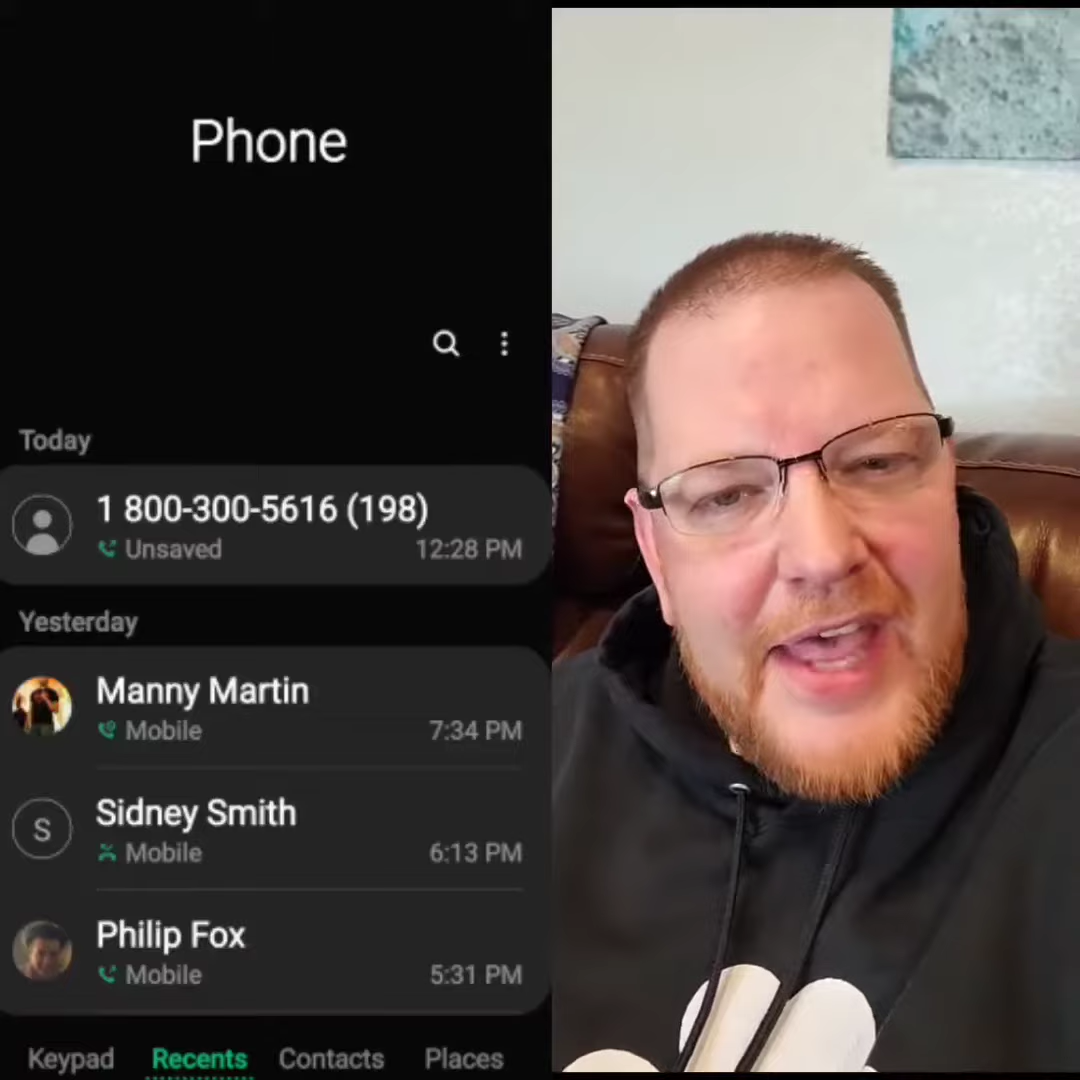 Phone
Today
1 800-300-5616 (198)
Unsaved
12:28 PM
Yesterday
Manny Martin
Mobile
7:34 PM
S
Sidney Smith
Mobile
6:13 PM
Philip Fox
Mobile
5:31 PM
Keypad
Recents
Contacts
Places